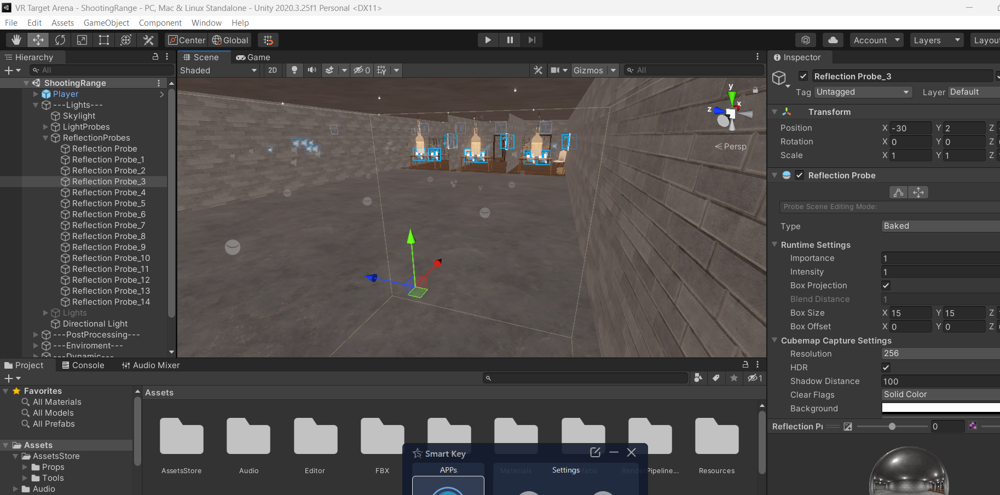 VR Target Arena - ShootingRange - PC, Mac & Linux Standalone - Unity 2020.3.25f1 Personal <DX11>
File Edit Assets GameObject Component Window Help
Center Global Account Layers Layou
Hierarchy
All
ShootingRange
Player
---Lights---
Skylight
LightProbes
ReflectionProbes
Reflection Probe
Reflection Probe_1
Reflection Probe_2
Reflection Probe_3
Reflection Probe_4
Reflection Probe_5
Reflection Probe_6
Reflection Probe_7
Reflection Probe_8
Reflection Probe_9
Reflection Probe_10
Reflection Probe_11
Reflection Probe_12
Reflection Probe_13
Reflection Probe_14
Lights
Directional Light
---PostProcessing---
---Enviroment---
---Dynamic---
Scene Game
Shaded 2D 0 Gizmos All
y
x
z
Persp
Inspector
Reflection Probe_3
Tag Untagged Layer Default
Transform
Position X -30 Y 2 Z
Rotation X 0 Y 0 Z
Scale X 1 Y 1 Z
Reflection Probe
Probe Scene Editing Mode:
Type Baked
Runtime Settings
Importance 1
Intensity 1
Box Projection
Blend Distance 1
Box Size X 15 Y 15 Z
Box Offset X 0 Y 0 Z
Cubemap Capture Settings
Resolution 256
HDR
Shadow Distance 100
Clear Flags Solid Color
Background
Reflection Pr 0
Project Console Audio Mixer
1
Favorites
All Materials
All Models
All Prefabs
Assets
AssetsStore
Props
Tools
Audio
Assets
AssetsStore Audio Editor FBX Materials fabs RenderPipeline... Resources
Smart Key
APPs Settings